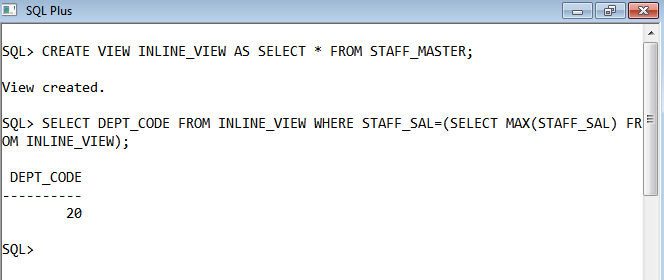 SQL Plus
SQL> CREATE VIEW INLINE_VIEW AS SELECT * FROM STAFF_MASTER;
View created.
SQL> SELECT DEPT_CODE FROM INLINE_VIEW WHERE STAFF_SAL=(SELECT MAX(STAFF_SAL) FR
OM INLINE_VIEW);
DEPT_CODE
----------
20
SQL>